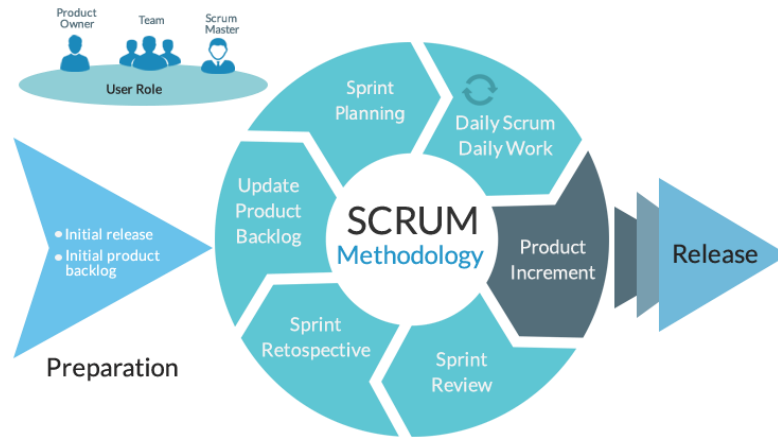 Product
Owner
Team
Scrum
Master
User Role
Sprint
Planning
Daily Scrum
Daily Work
Update
Product
Backlog
SCRUM
Methodology
Product
Increment
Release
• Initial release
• Initial product
backlog
Preparation
Sprint
Retospective
Sprint
Review